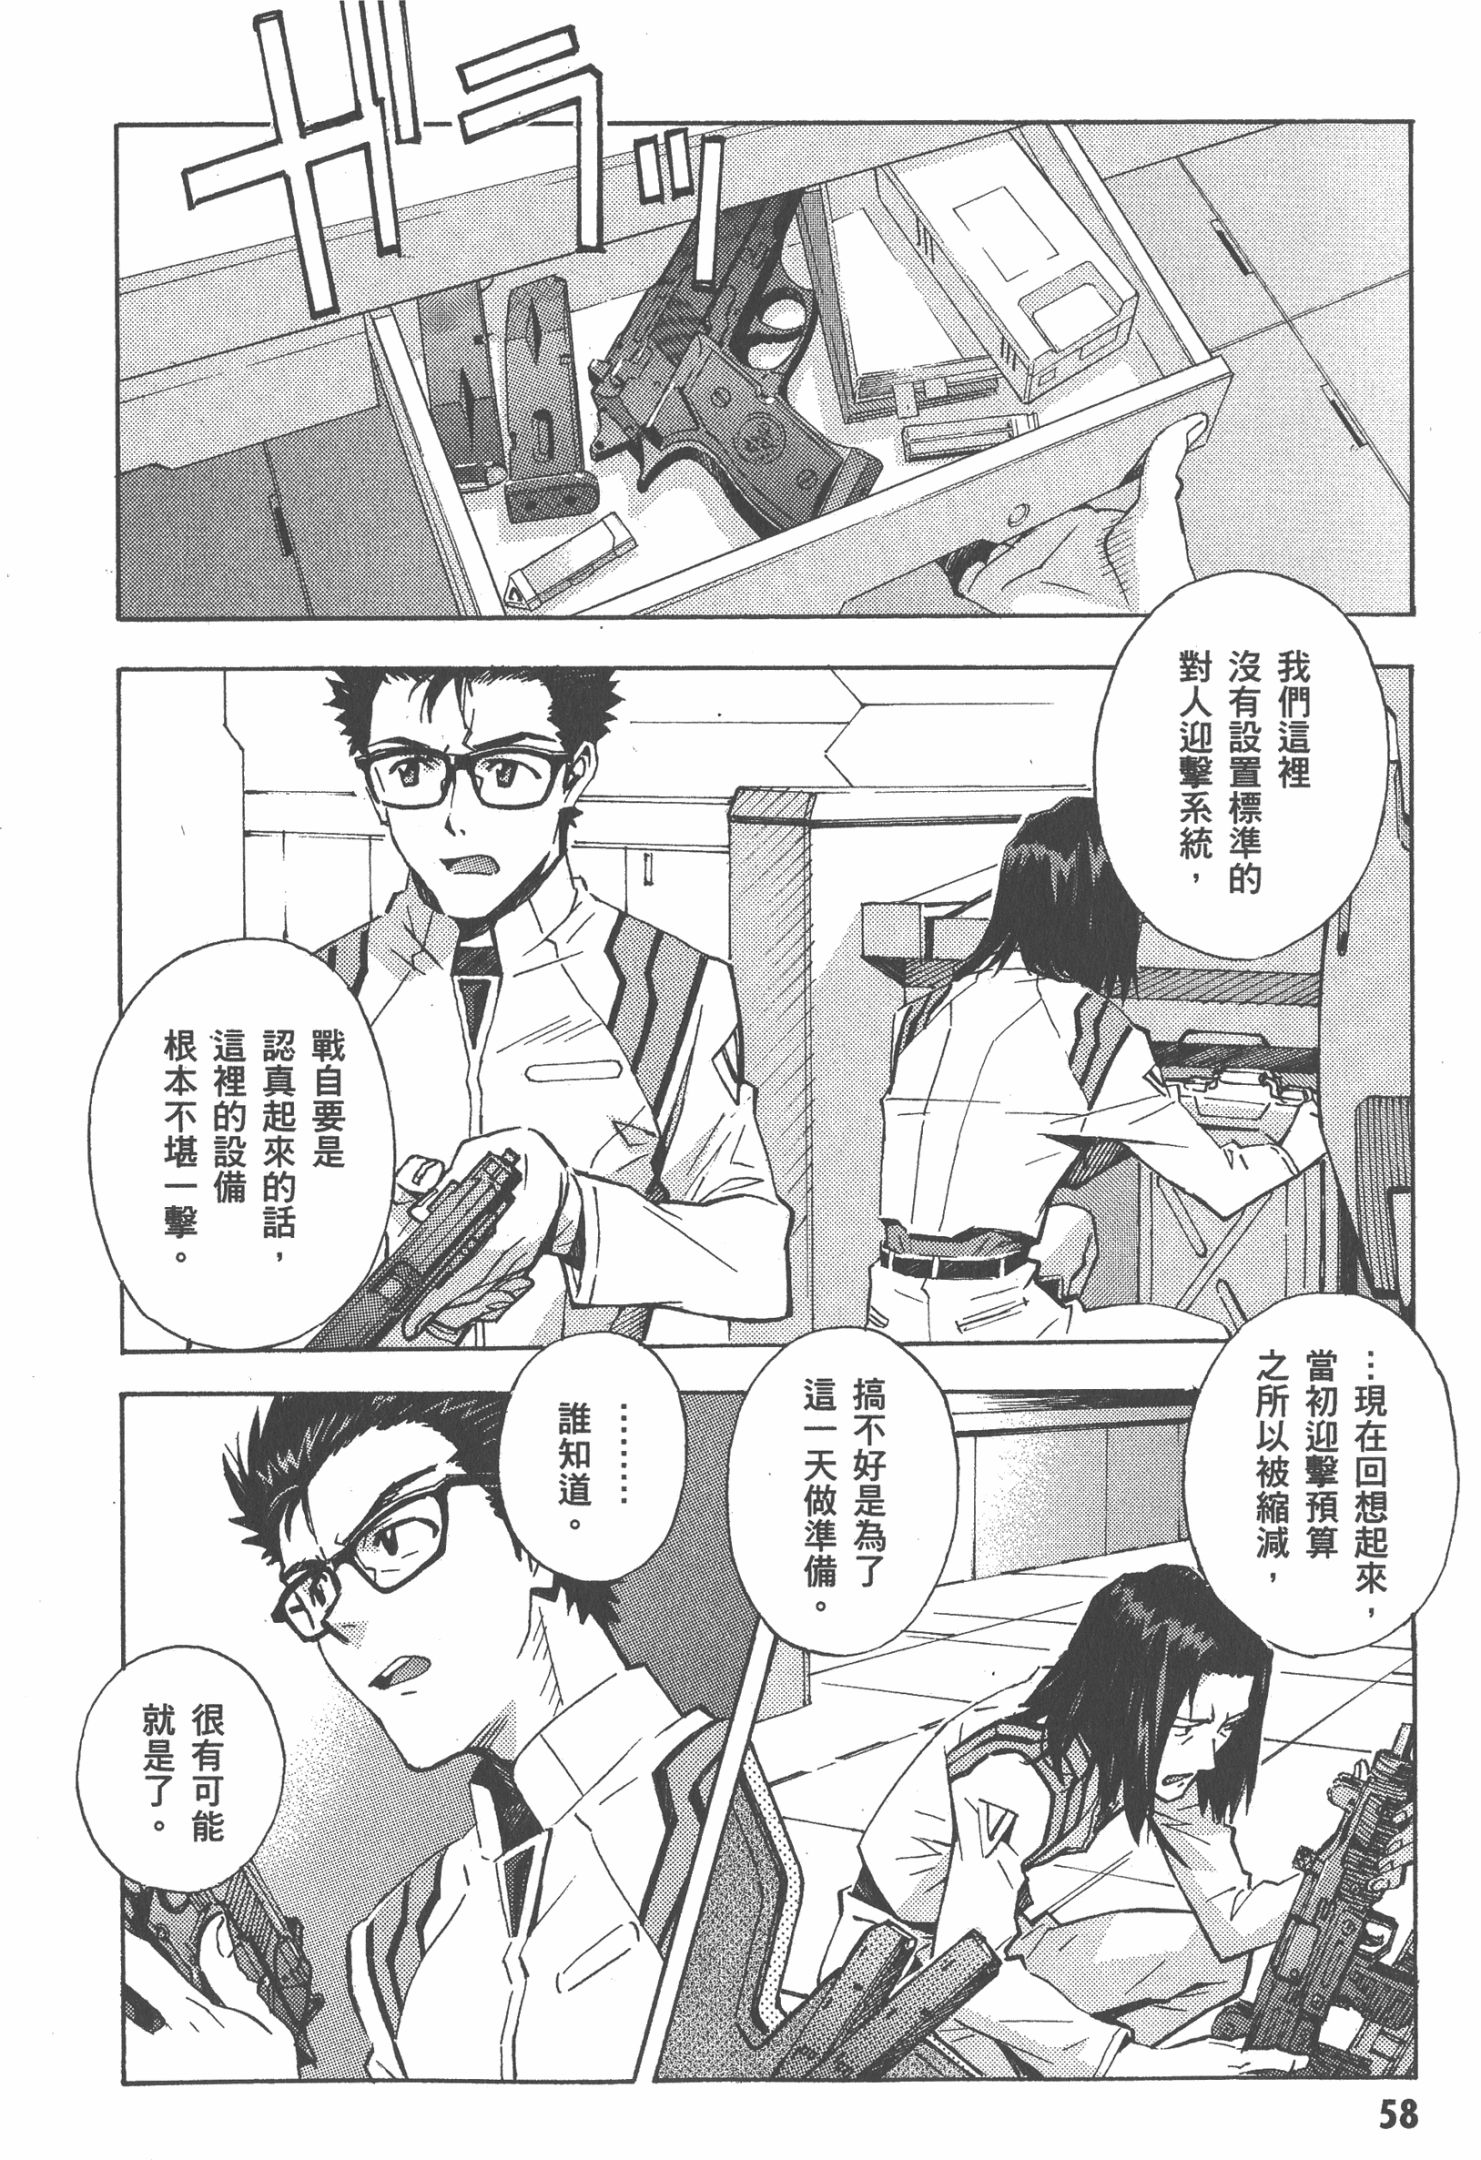 ガラッ
我們這裡
沒有設置標準的
對人迎擊系統，
戰自要是
認真起來的話，
這裡的設備
根本不堪一擊。
…現在回想起來，
當初迎擊預算
之所以被縮減，
搞不好是為了
這一天做準備。
………
誰知道。
很有可能
就是了。
58